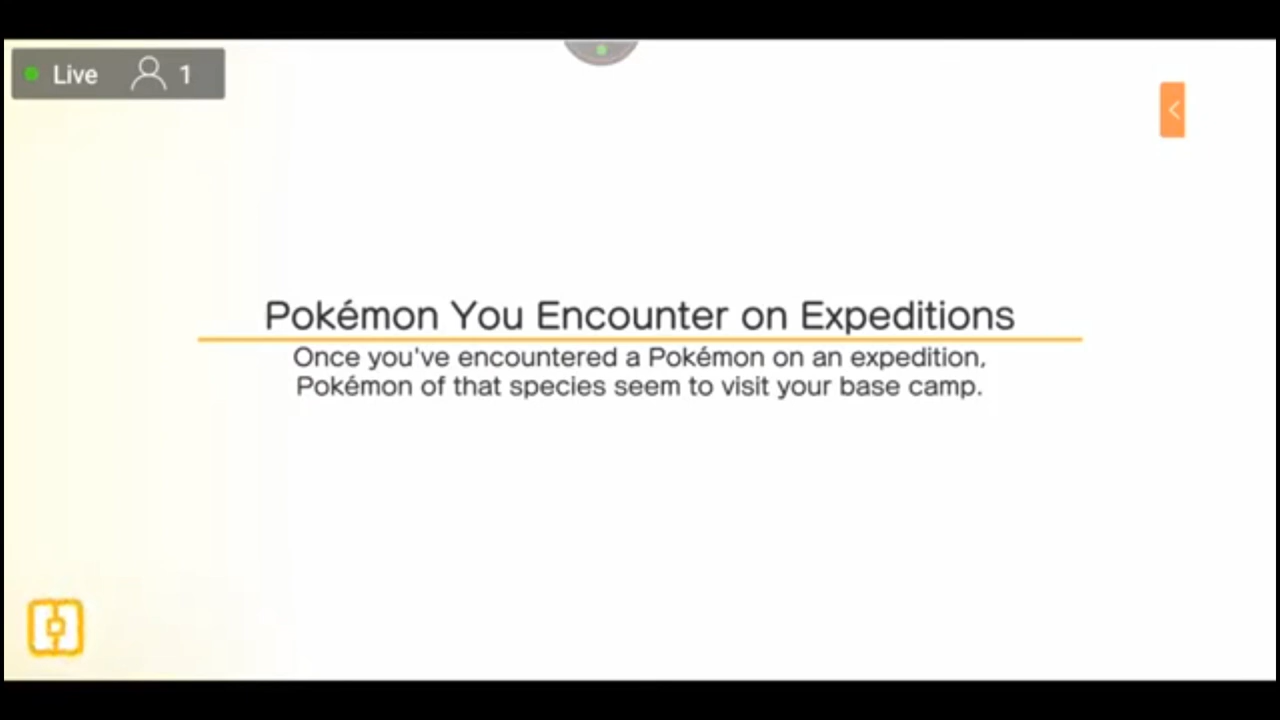 Live 1
Pokémon You Encounter on Expeditions
Once you've encountered a Pokémon on an expedition,
Pokémon of that species seem to visit your base camp.